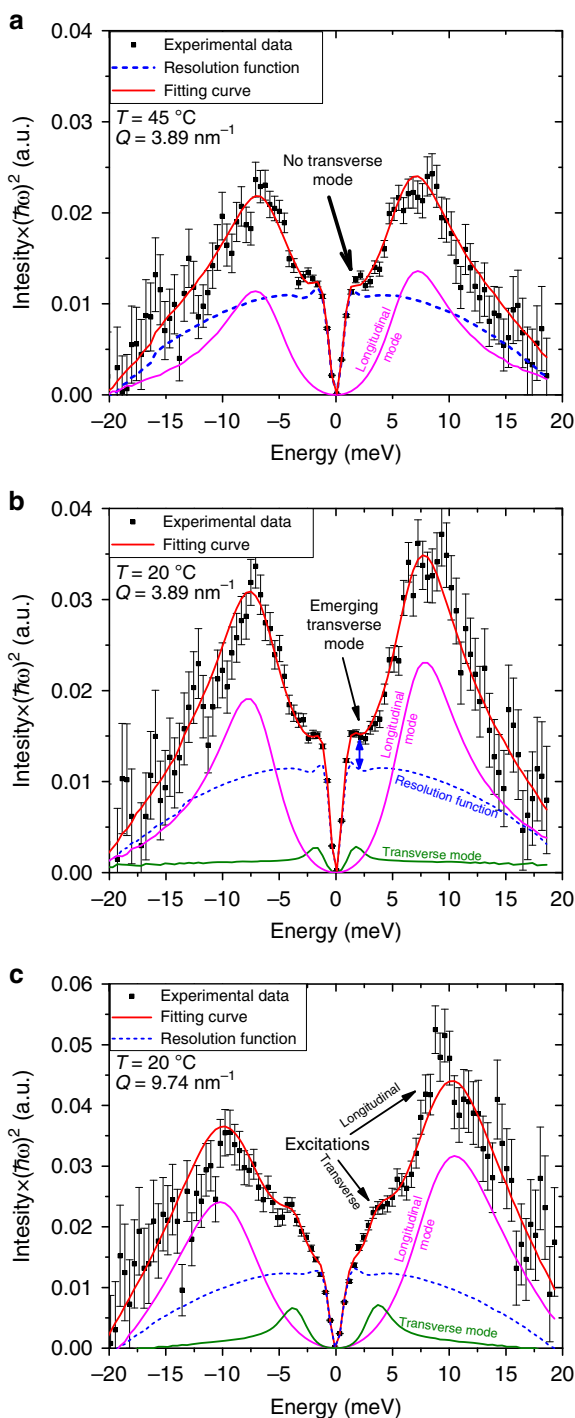 a
0.04
0.03
0.02
0.01
0.00
Intesity×(ℏω)² (a.u.)
Experimental data
Resolution function
Fitting curve
T = 45 °C
Q = 3.89 nm⁻¹
No transverse
mode
Longitudinal
mode
−20 −15 −10 −5 0 5 10 15 20
Energy (meV)
b
0.04
0.03
0.02
0.01
0.00
Intesity×(ℏω)² (a.u.)
Experimental data
Fitting curve
T = 20 °C
Q = 3.89 nm⁻¹
Emerging
transverse
mode
Longitudinal
mode
Resolution function
Transverse mode
−20 −15 −10 −5 0 5 10 15 20
Energy (meV)
c
0.06
0.05
0.04
0.03
0.02
0.01
0.00
Intesity×(ℏω)² (a.u.)
Experimental data
Fitting curve
Resolution function
T = 20 °C
Q = 9.74 nm⁻¹
Longitudinal
Excitations
Transverse
Longitudinal
mode
Transverse mode
−20 −15 −10 −5 0 5 10 15 20
Energy (meV)